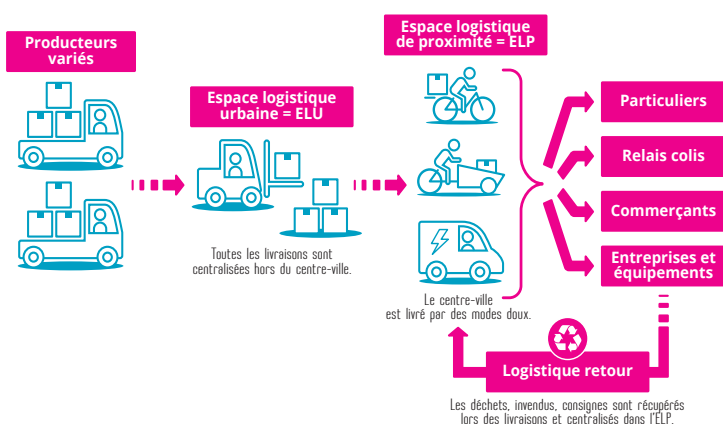 Producteurs
variés
Espace logistique
urbaine = ELU
Toutes les livraisons sont
centralisées hors du centre-ville.
Espace logistique
de proximité = ELP
Le centre-ville
est livré par des modes doux.
Particuliers
Relais colis
Commerçants
Entreprises et
équipements
Logistique retour
Les déchets, invendus, consignes sont récupérés
lors des livraisons et centralisés dans l'ELP.